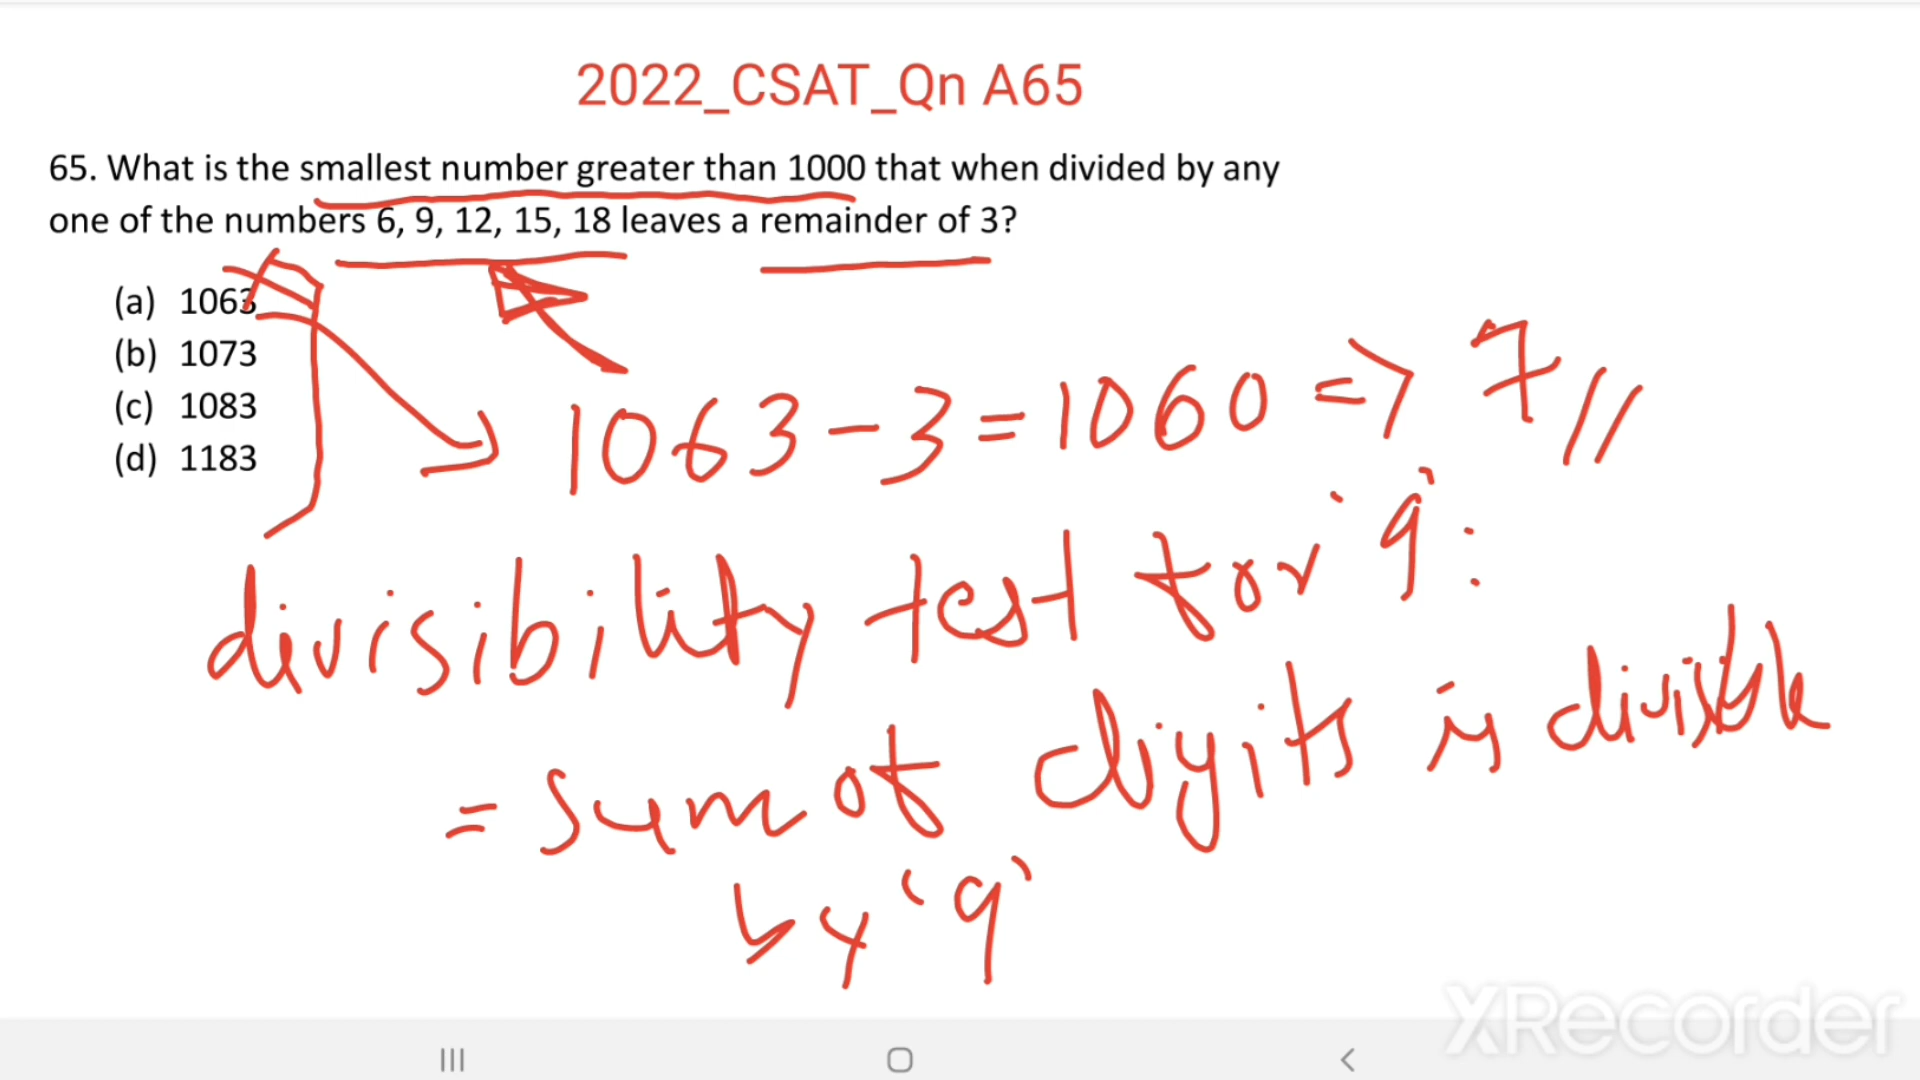 2022_CSAT_Qn A65
65. What is the smallest number greater than 1000 that when divided by any
one of the numbers 6, 9, 12, 15, 18 leaves a remainder of 3?
(a) 1063
(b) 1073
(c) 1083
(d) 1183
1063-3=1060 => 7//
divisibility test for '9':
= sum of digits is divisible
by '9'
XRecorder